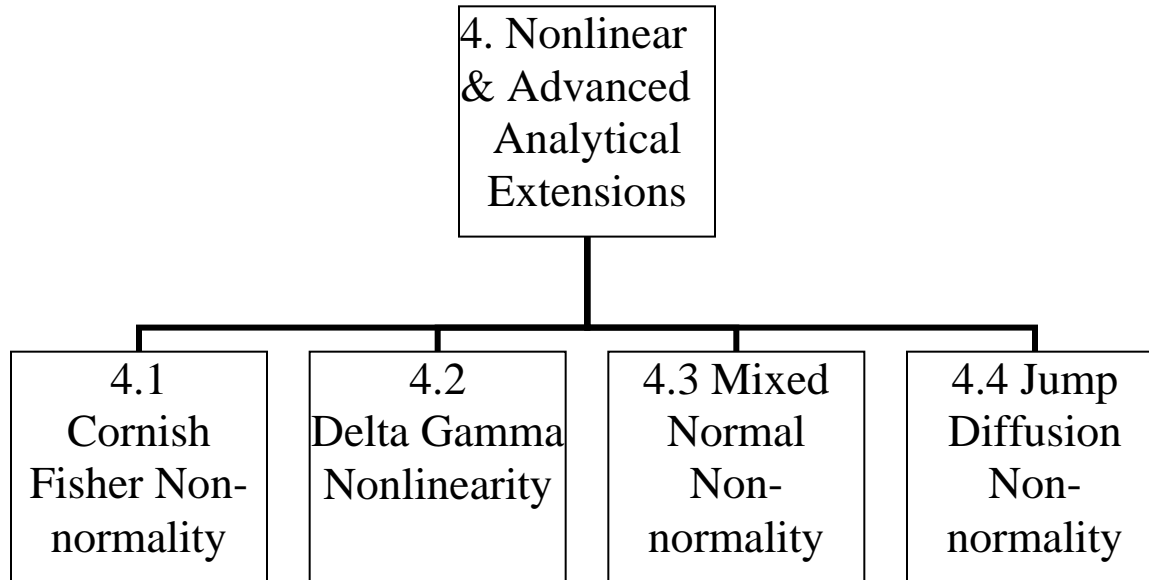 4. Nonlinear
& Advanced
Analytical
Extensions
4.1
Cornish
Fisher Non-
normality
4.2
Delta Gamma
Nonlinearity
4.3 Mixed
Normal
Non-
normality
4.4 Jump
Diffusion
Non-
normality